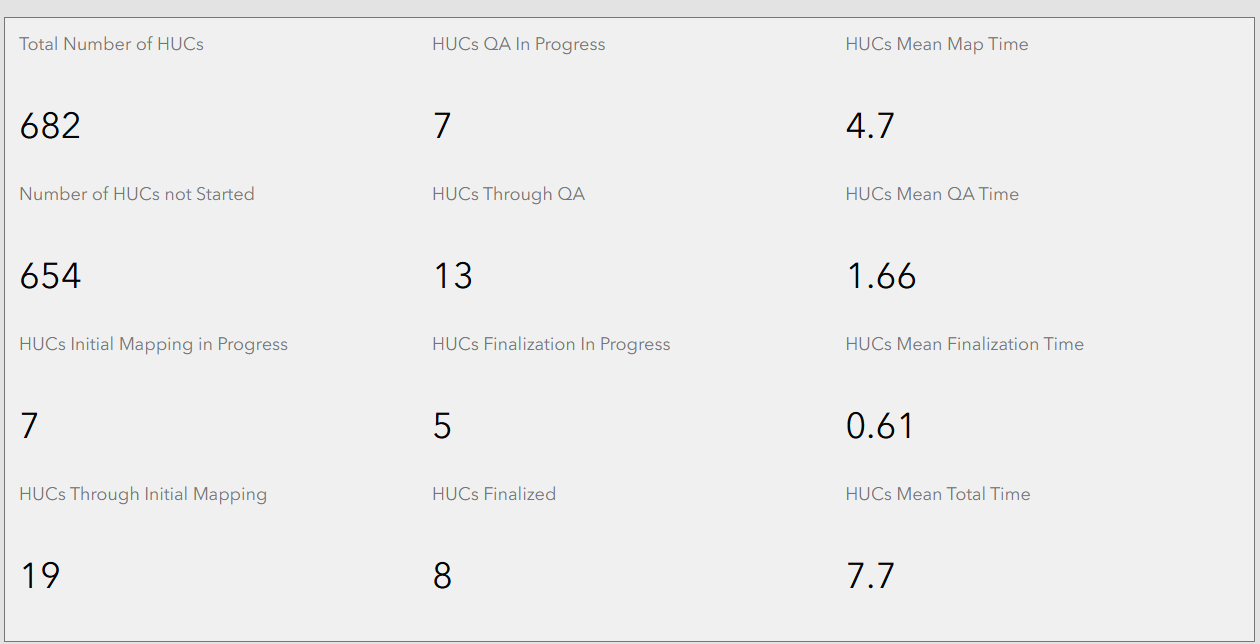 Total Number of HUCs
HUCs QA In Progress
HUCs Mean Map Time
682
7
4.7
Number of HUCs not Started
HUCs Through QA
HUCs Mean QA Time
654
13
1.66
HUCs Initial Mapping in Progress
HUCs Finalization In Progress
HUCs Mean Finalization Time
7
5
0.61
HUCs Through Initial Mapping
HUCs Finalized
HUCs Mean Total Time
19
8
7.7